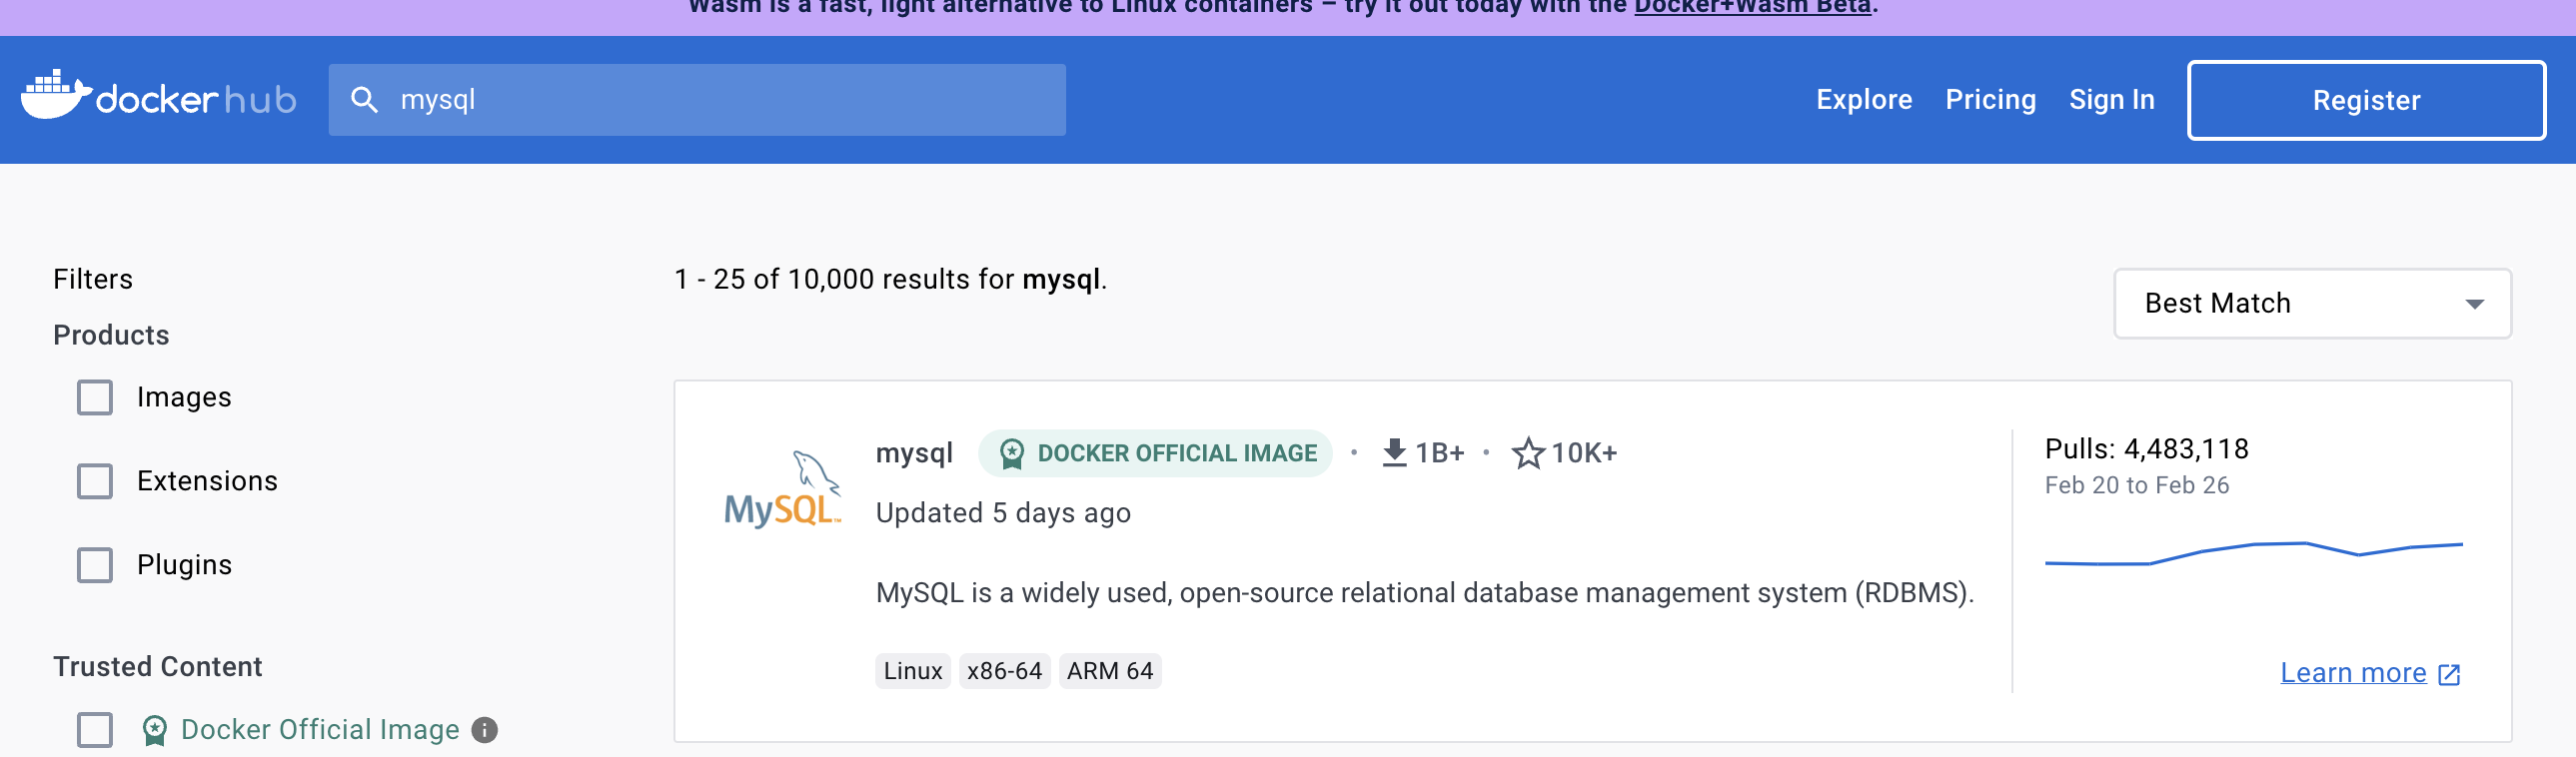 Wasm is a fast, light alternative to Linux containers – try it out today with the Docker+Wasm Beta.
docker hub
mysql
Explore
Pricing
Sign In
Register
Filters
Products
Images
Extensions
Plugins
Trusted Content
Docker Official Image
1 - 25 of 10,000 results for mysql.
Best Match
MySQL™
mysql
DOCKER OFFICIAL IMAGE
· 1B+ · 10K+
Updated 5 days ago
MySQL is a widely used, open-source relational database management system (RDBMS).
Linux
x86-64
ARM 64
Pulls: 4,483,118
Feb 20 to Feb 26
Learn more